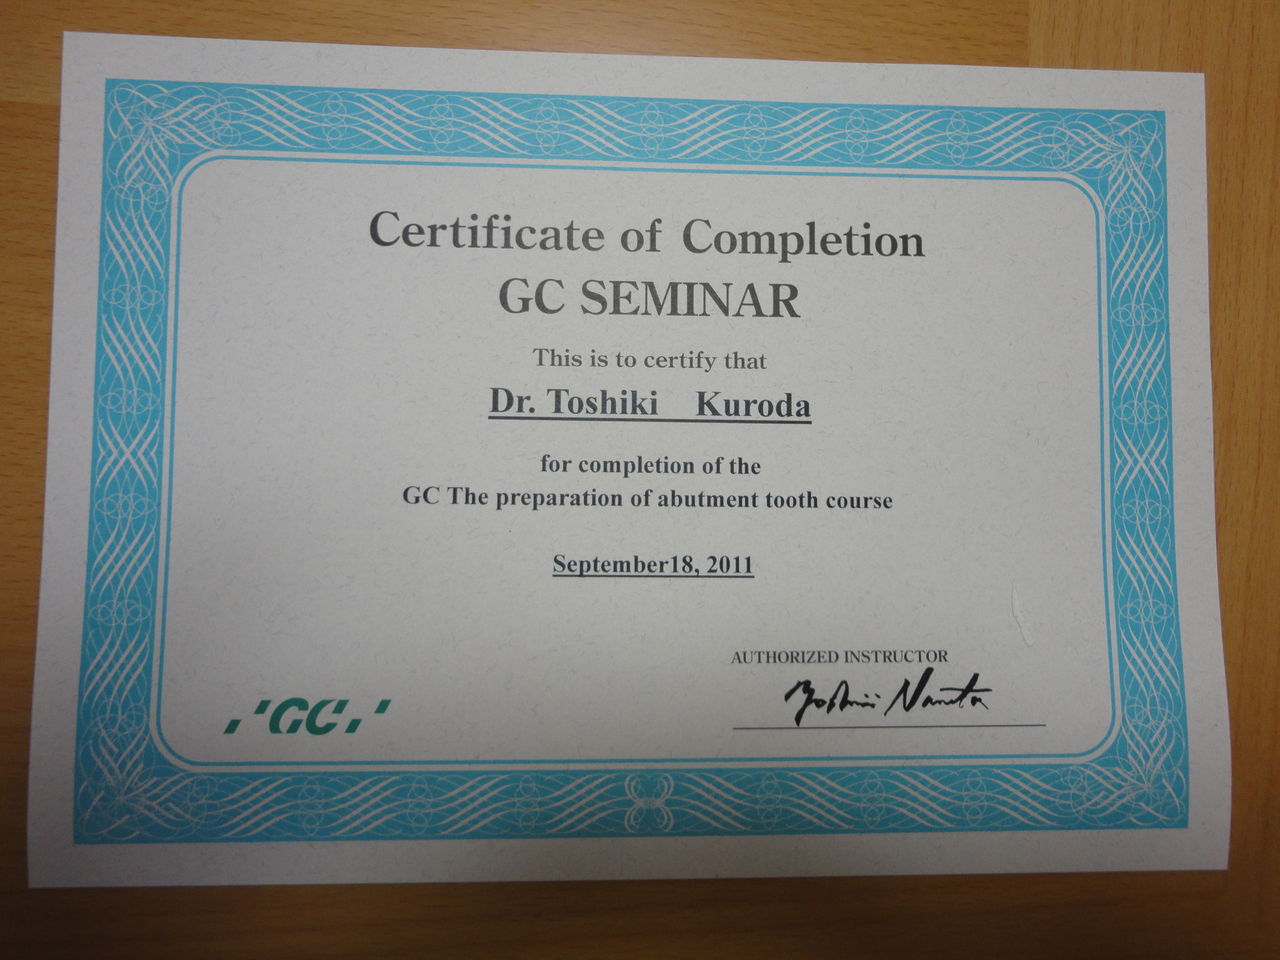 Certificate of Completion
GC SEMINAR
This is to certify that
Dr. Toshiki Kuroda
for completion of the
GC The preparation of abutment tooth course
September18, 2011
AUTHORIZED INSTRUCTOR
GC